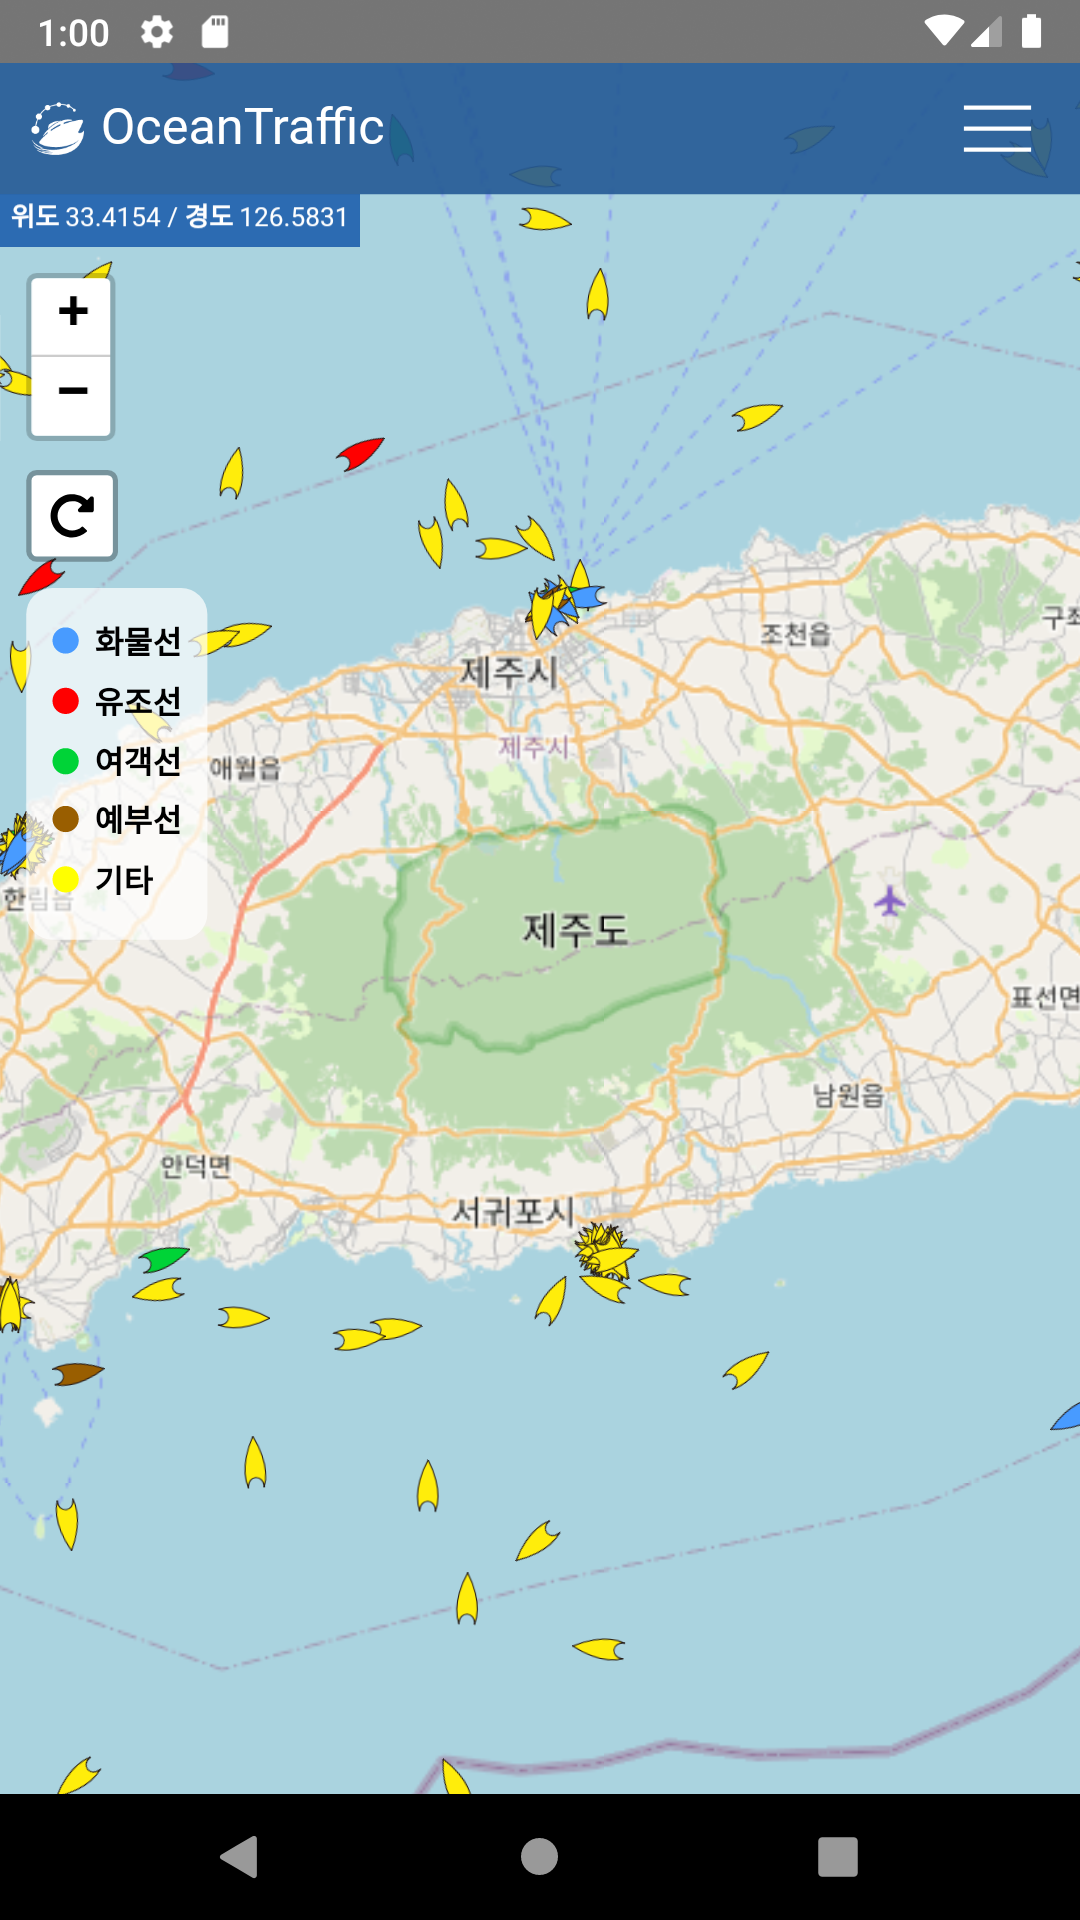 1:00
OceanTraffic
위도 33.4154 / 경도 126.5831
+
−
화물선
유조선
여객선
예부선
기타
구좌
조천읍
제주시
제주시
애월읍
한림읍
제주도
표선면
남원읍
안덕면
서귀포시